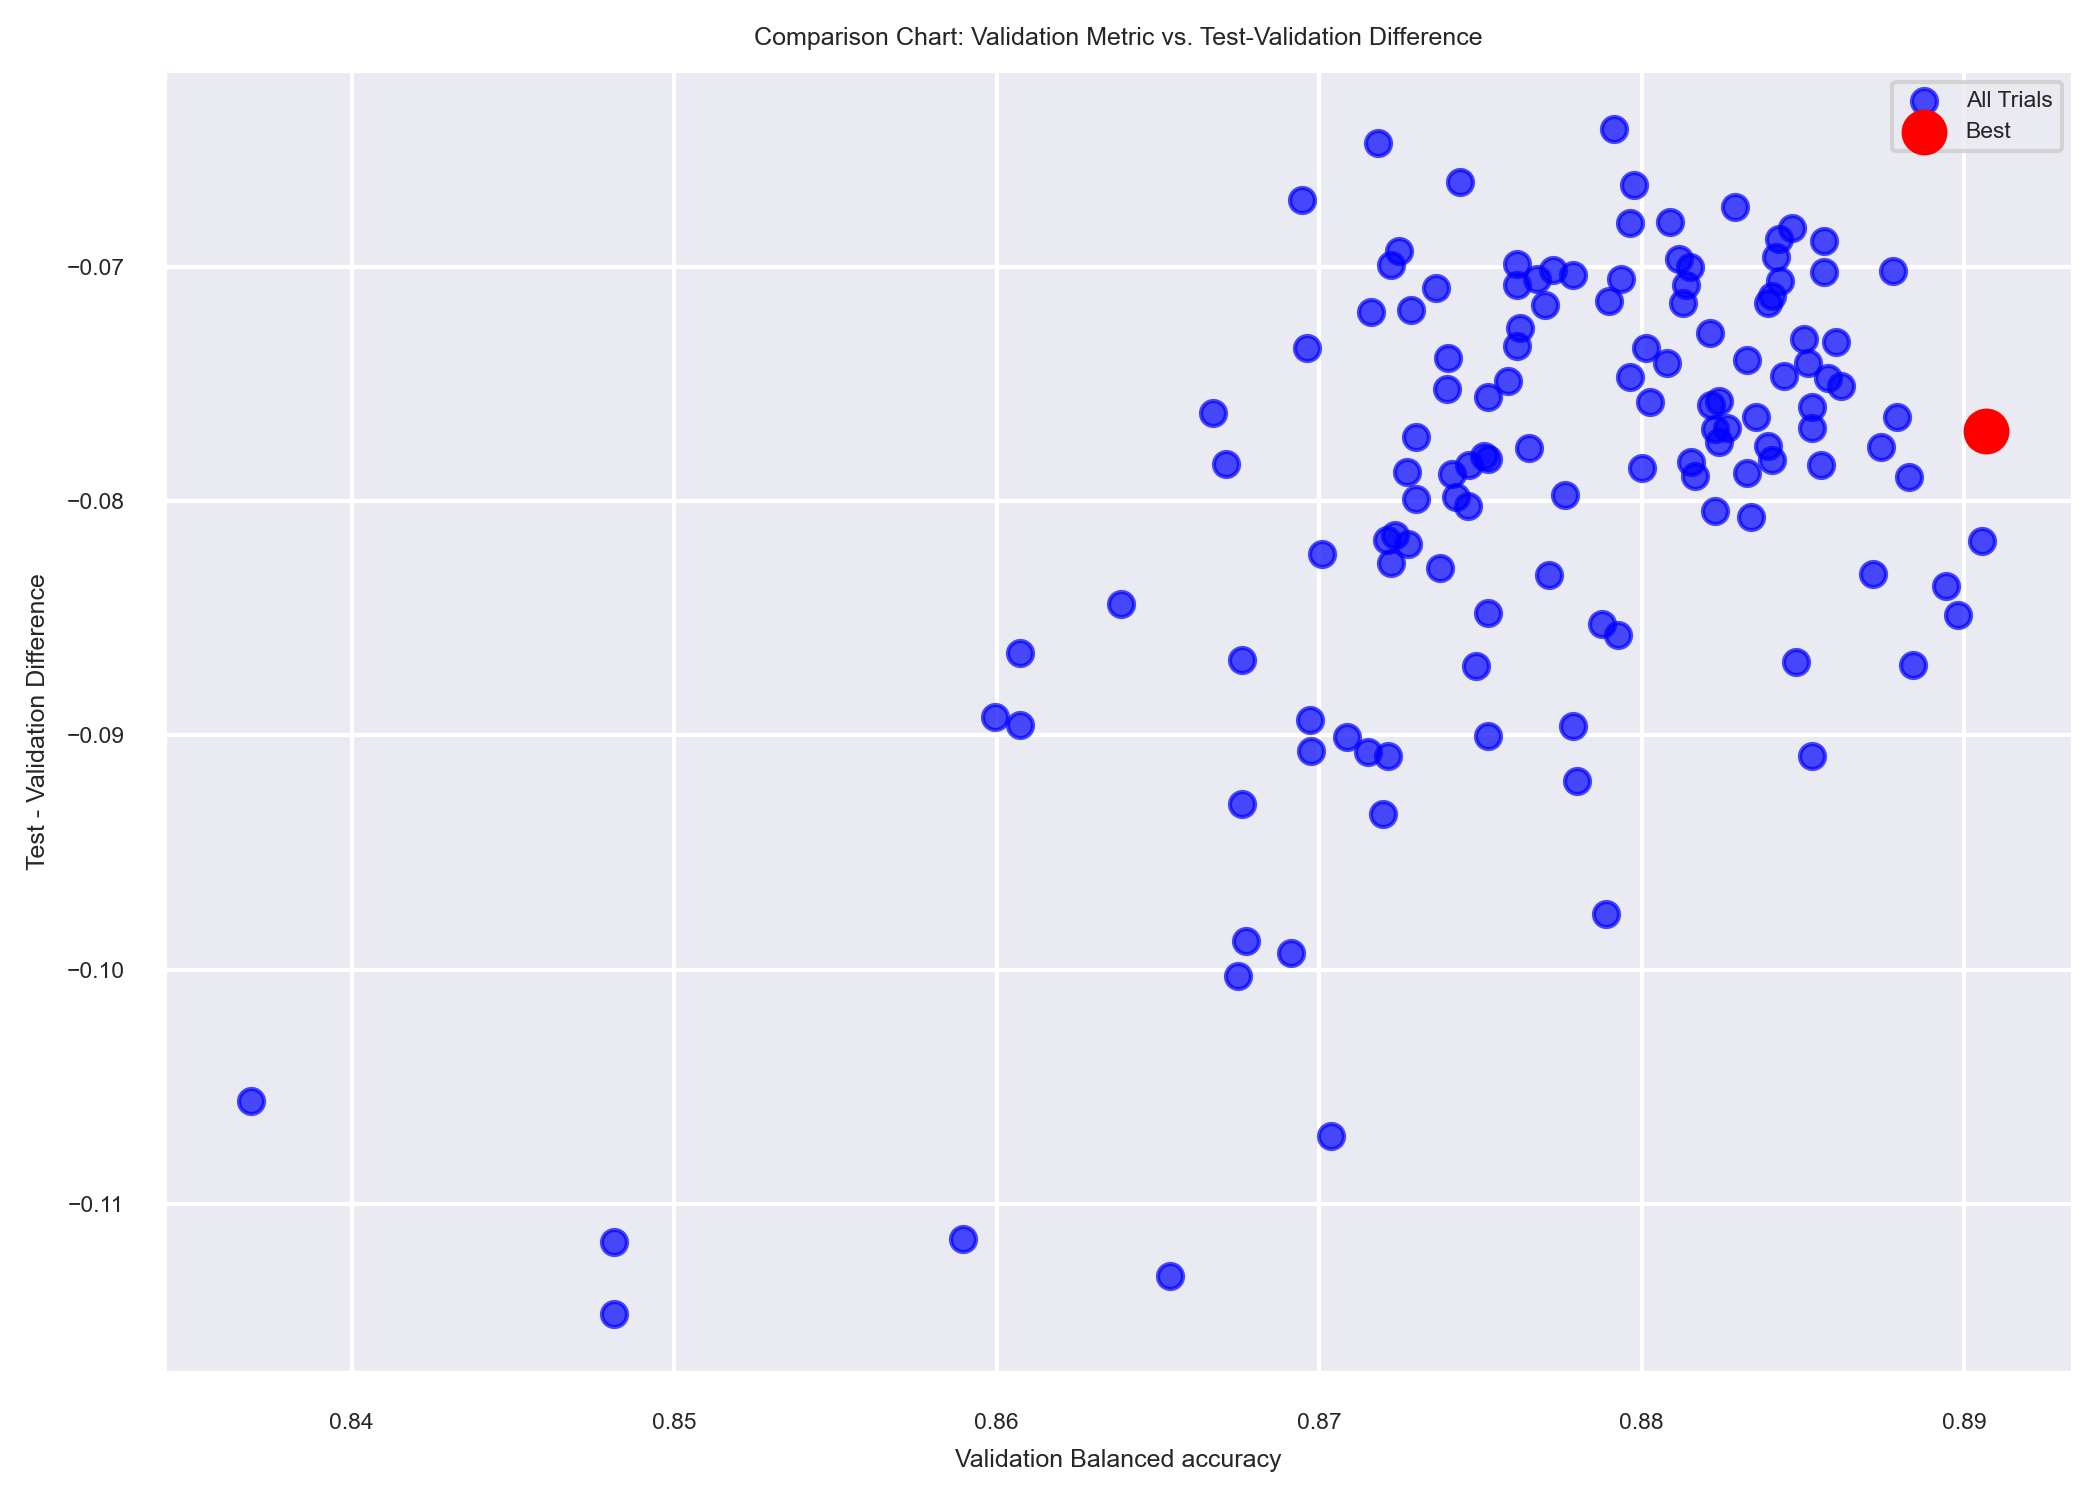 Comparison Chart: Validation Metric vs. Test-Validation Difference
All Trials
Best
Test - Validation Difference
−0.07
−0.08
−0.09
−0.10
−0.11
0.84 0.85 0.86 0.87 0.88 0.89
Validation Balanced accuracy